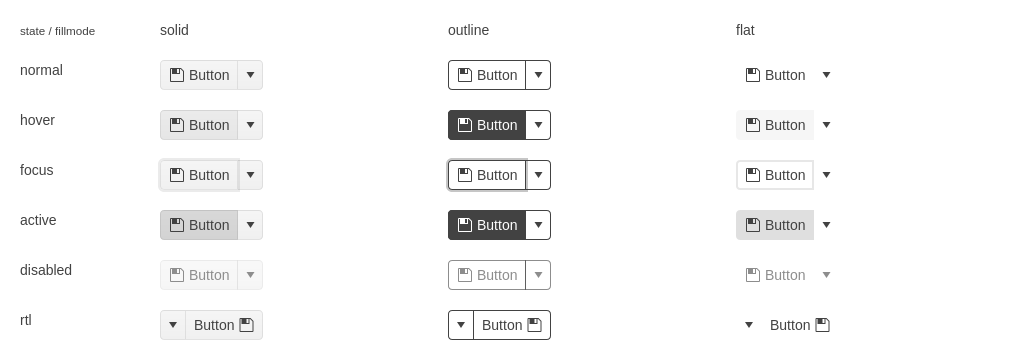 state / fillmode solid outline flat
normal Button Button Button
hover Button Button Button
focus Button Button Button
active Button Button Button
disabled Button Button Button
rtl Button Button Button